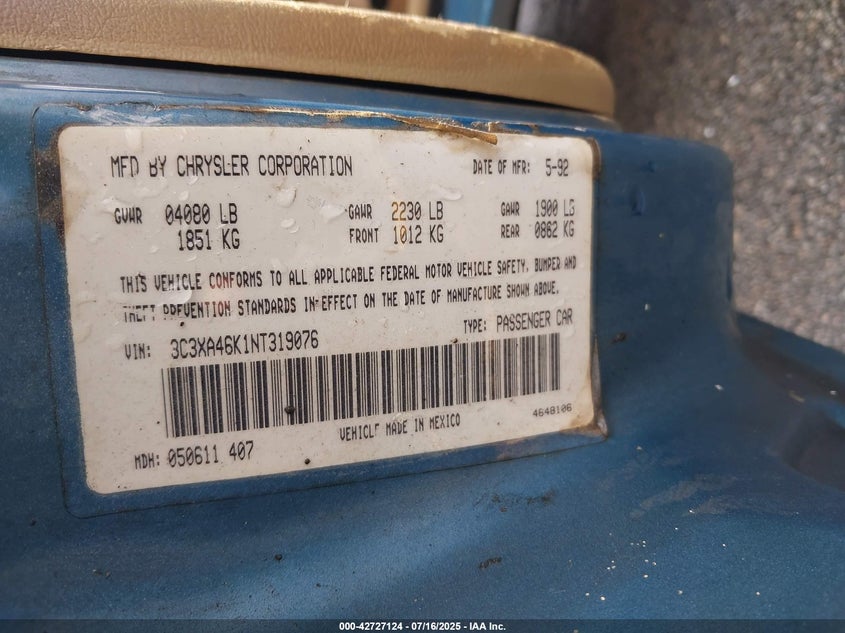 MFD BY CHRYSLER CORPORATION DATE OF MFR: 5-92
GVWR 04080 LB GAWR 2230 LB GAWR 1900 LB
1851 KG FRONT 1012 KG REAR 0862 KG
THIS VEHICLE CONFORMS TO ALL APPLICABLE FEDERAL MOTOR VEHICLE SAFETY, BUMPER AND
THEFT PREVENTION STANDARDS IN EFFECT ON THE DATE OF MANUFACTURE SHOWN ABOVE.
VIN: 3C3XA46K1NT319076 TYPE: PASSENGER CAR
4648106
VEHICLE MADE IN MEXICO
MDH: 050611 407
000-42727124 - 07/16/2025 - IAA Inc.